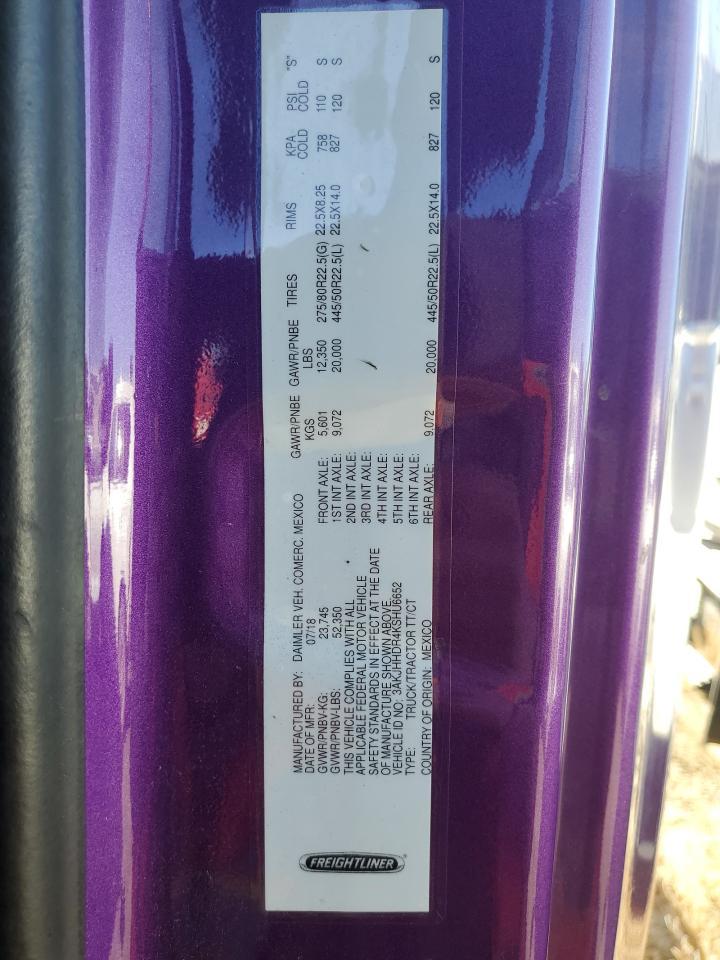 FREIGHTLINER
MANUFACTURED BY: DAIMLER VEH. COMERC. MEXICO
DATE OF MFR: 07/18
GVWR/PNBV-KG: 23,745
GVWR/PNBV-LBS: 52,350
THIS VEHICLE COMPLIES WITH ALL
APPLICABLE FEDERAL MOTOR VEHICLE
SAFETY STANDARDS IN EFFECT AT THE DATE
OF MANUFACTURE SHOWN ABOVE.
VEHICLE ID NO: 3AKJHHDR4KSHU6652
TYPE: TRUCK/TRACTOR TT/CT
COUNTRY OF ORIGIN: MEXICO
GAWR/PNBE KGS GAWR/PNBE LBS TIRES RIMS KPA COLD PSI COLD "S"
FRONT AXLE: 5,601 12,350 275/80R22.5(G) 22.5X8.25 758 110 S
1ST INT AXLE: 9,072 20,000 445/50R22.5(L) 22.5X14.0 827 120 S
2ND INT AXLE:
3RD INT AXLE:
4TH INT AXLE:
5TH INT AXLE:
6TH INT AXLE:
REAR AXLE: 9,072 20,000 445/50R22.5(L) 22.5X14.0 827 120 S